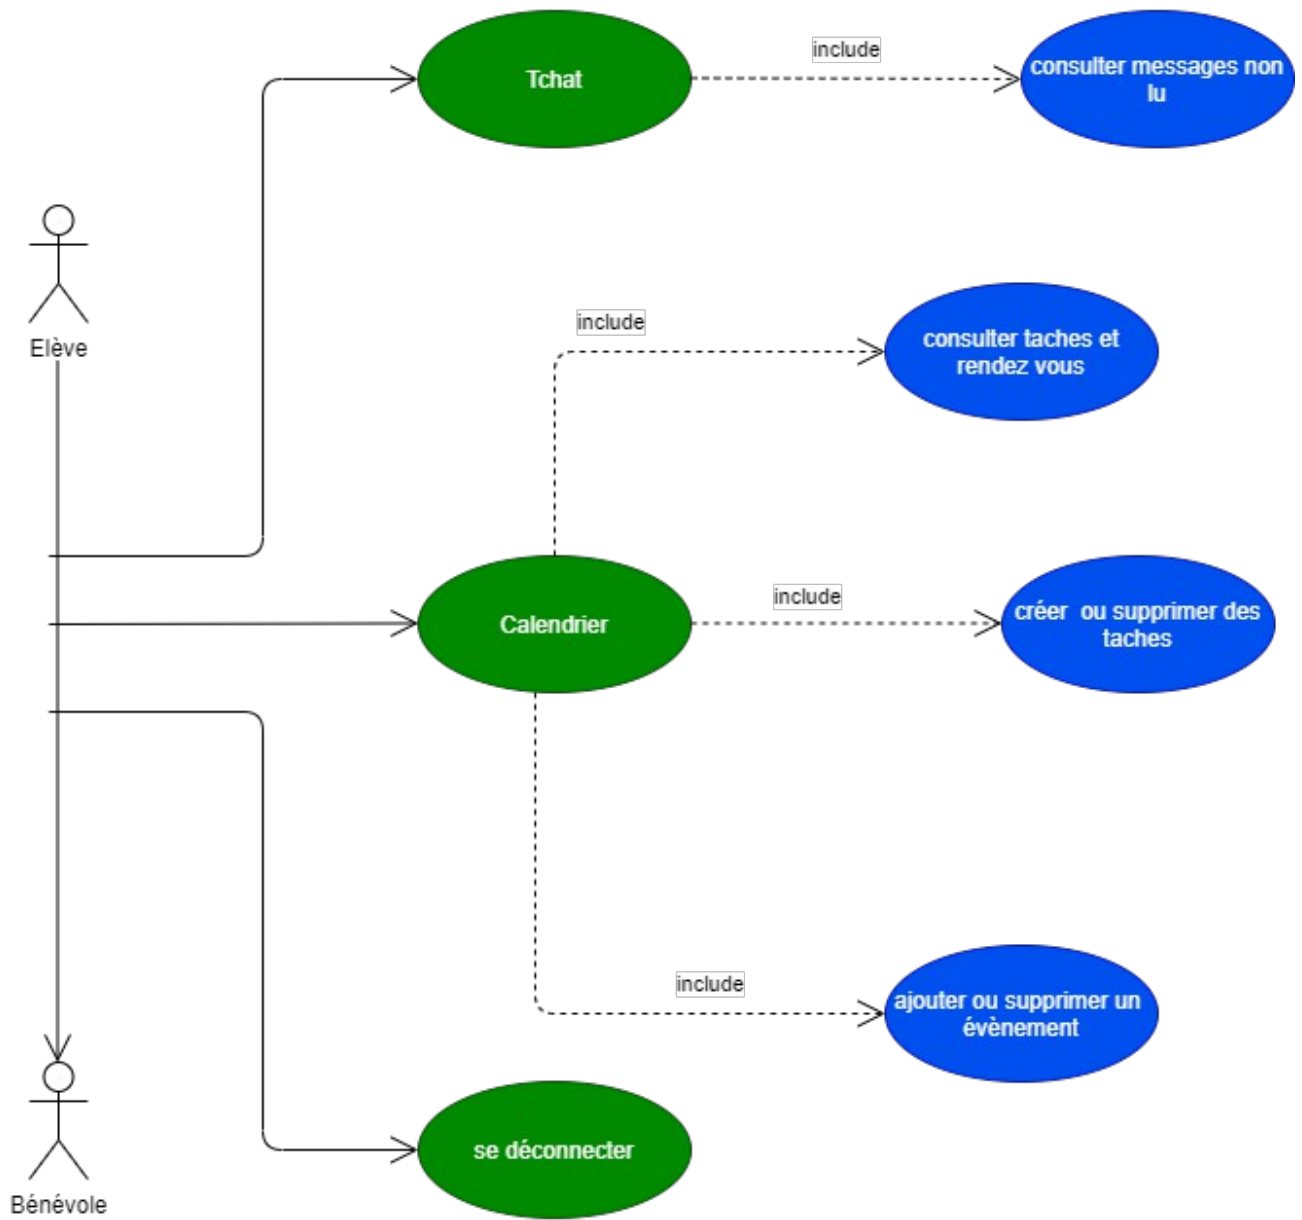 include
Tchat
consulter messages non
lu
Elève
include
consulter taches et
rendez vous
include
Calendrier
créer ou supprimer des
taches
include
ajouter ou supprimer un
évènement
se déconnecter
Bénévole